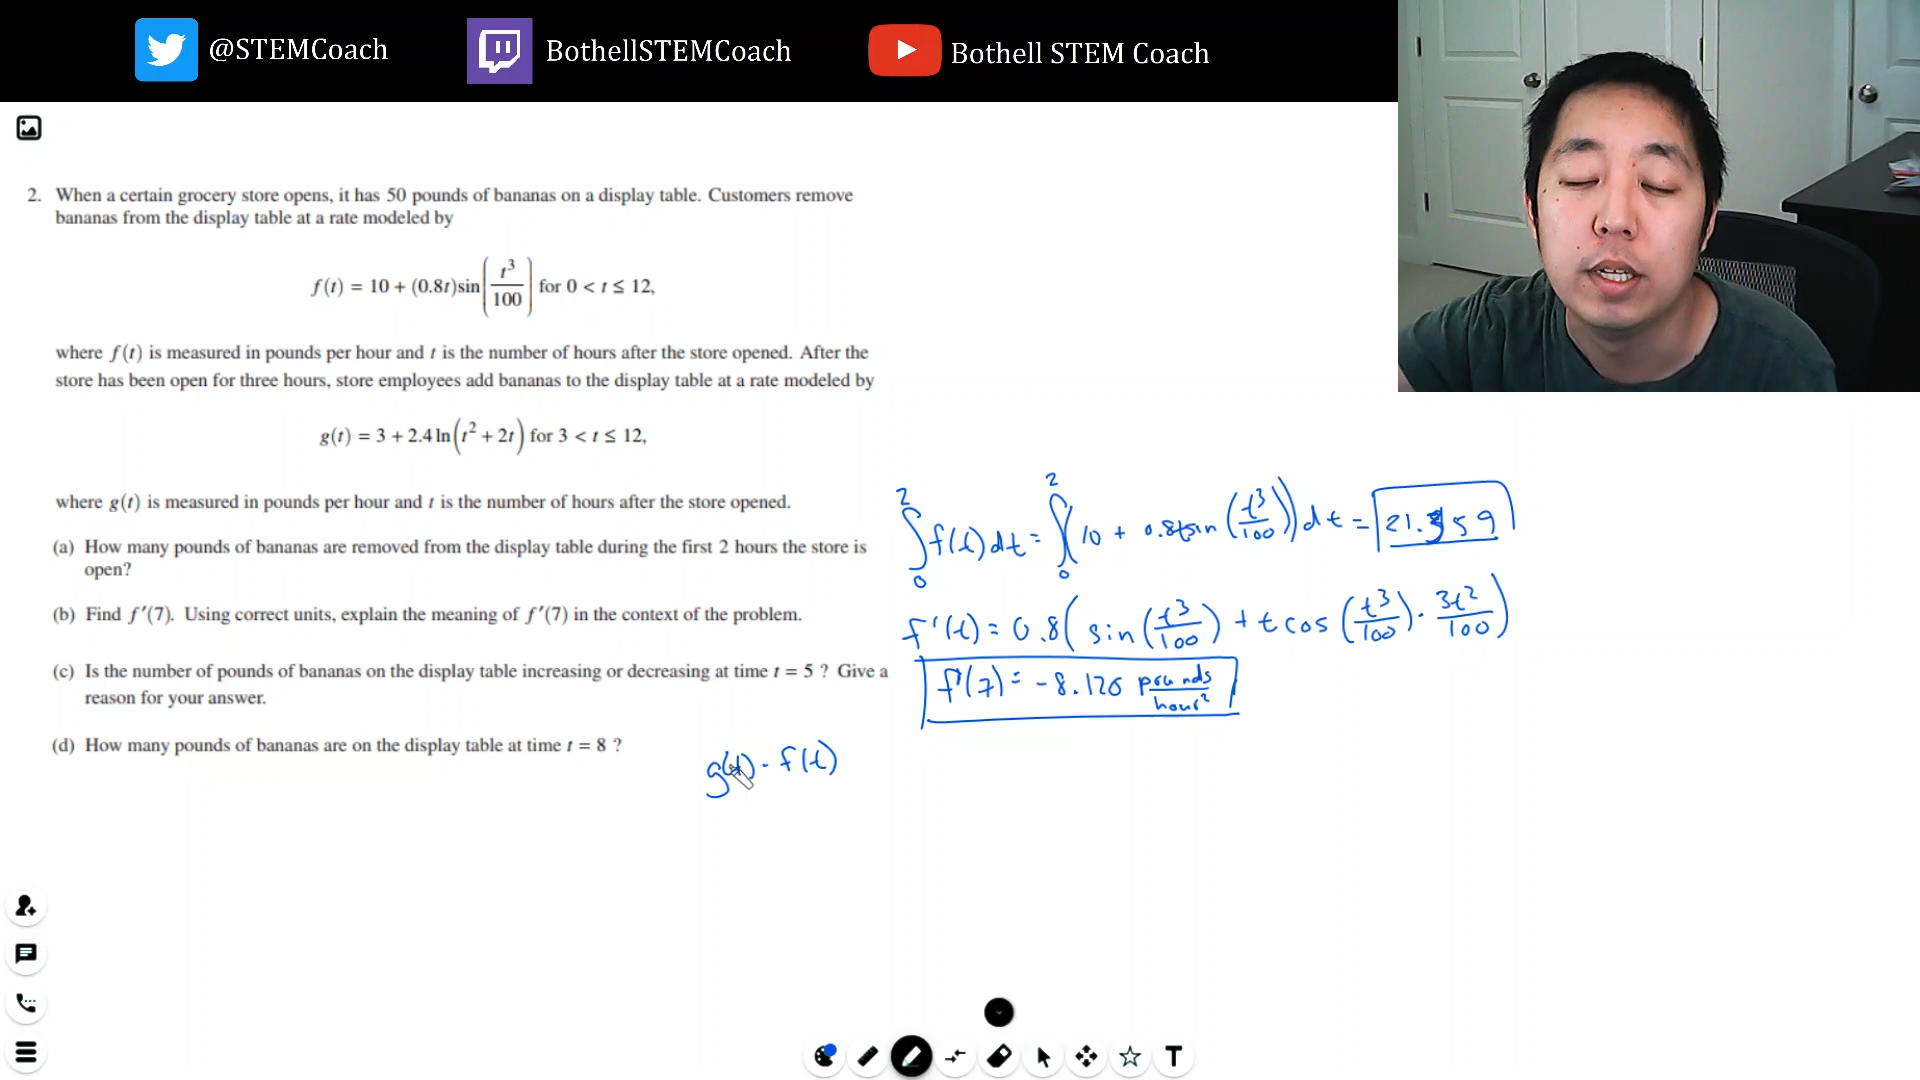 @STEMCoach
BothellSTEMCoach
Bothell STEM Coach
2. When a certain grocery store opens, it has 50 pounds of bananas on a display table. Customers remove
bananas from the display table at a rate modeled by
f(t) = 10 + (0.8t)sin(t³/100) for 0 < t ≤ 12,
where f(t) is measured in pounds per hour and t is the number of hours after the store opened. After the
store has been open for three hours, store employees add bananas to the display table at a rate modeled by
g(t) = 3 + 2.4 ln(t² + 2t) for 3 < t ≤ 12,
where g(t) is measured in pounds per hour and t is the number of hours after the store opened.
(a) How many pounds of bananas are removed from the display table during the first 2 hours the store is
open?
(b) Find f′(7). Using correct units, explain the meaning of f′(7) in the context of the problem.
(c) Is the number of pounds of bananas on the display table increasing or decreasing at time t = 5 ? Give a
reason for your answer.
(d) How many pounds of bananas are on the display table at time t = 8 ?
∫₀² f(t)dt = ∫₀² (10 + 0.8t sin(t³/100))dt =
f'(t) = 0.8(sin(t³/100) + t cos(t³/100) · 3t²/100)
f'(7) = -8.120 pounds/hour²
g(t) - f(t)
T